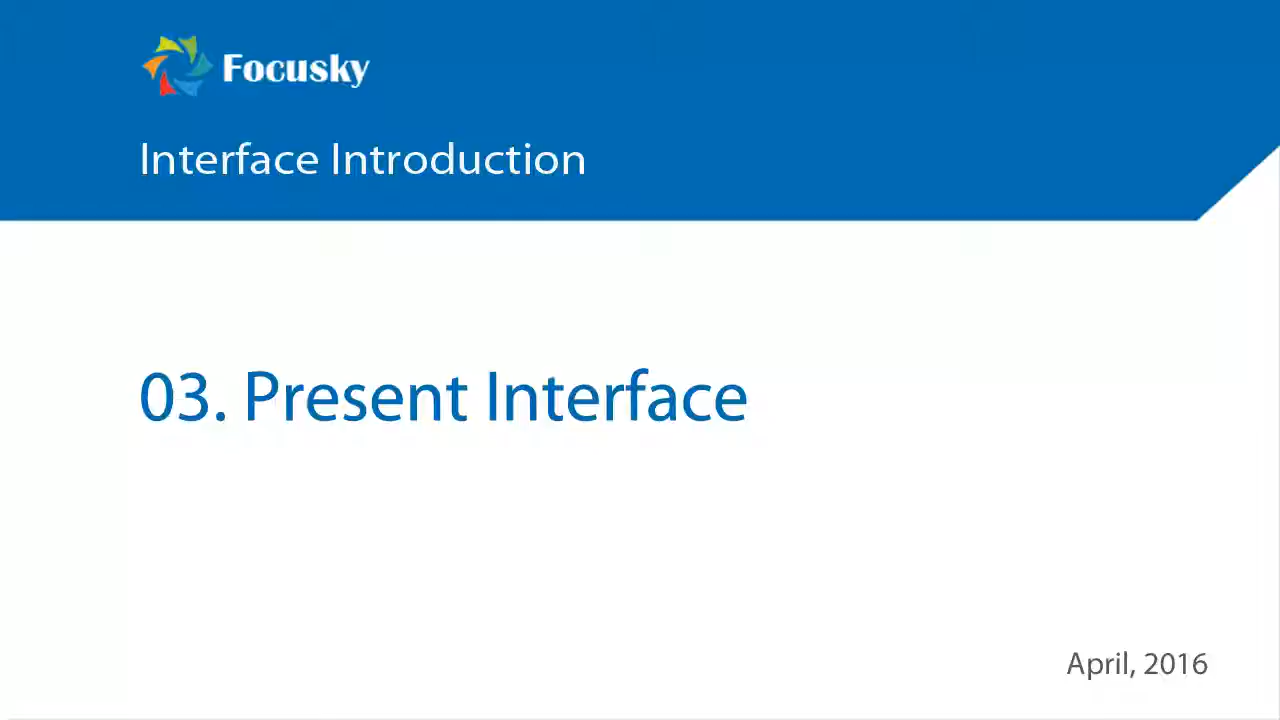 Focusky
Interface Introduction
03. Present Interface
April, 2016